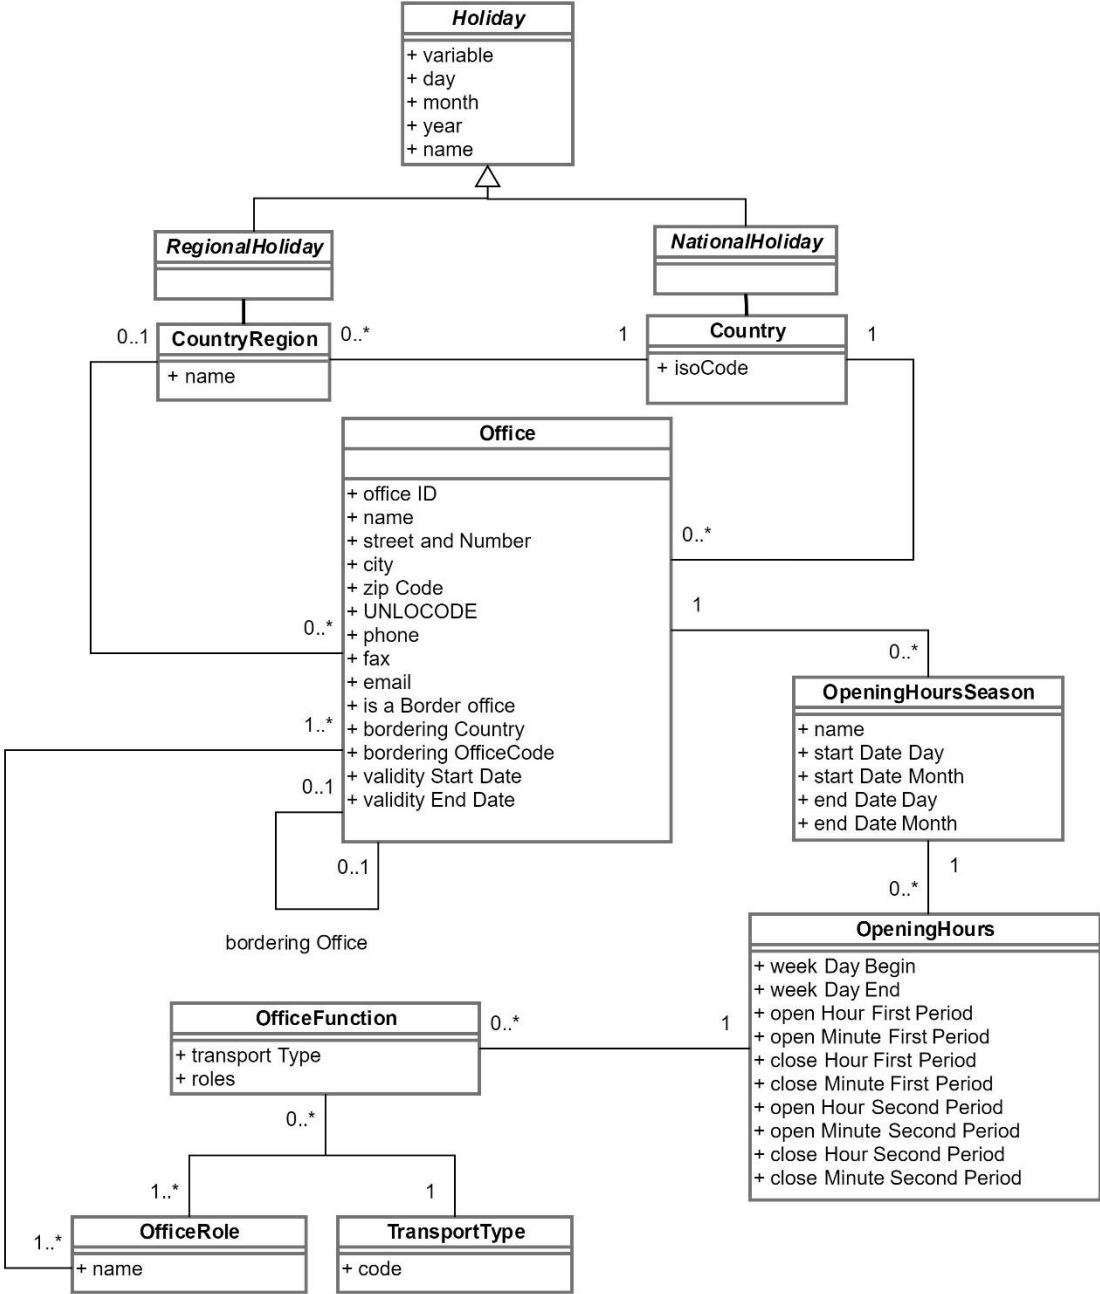 Holiday
+ variable
+ day
+ month
+ year
+ name
RegionalHoliday
NationalHoliday
0..1
CountryRegion
+ name
0..*
1
Country
+ isoCode
1
Office
+ office ID
+ name
+ street and Number
+ city
+ zip Code
+ UNLOCODE
+ phone
+ fax
+ email
+ is a Border office
+ bordering Country
+ bordering OfficeCode
+ validity Start Date
+ validity End Date
0..*
1
0..*
0..*
1..*
0..1
0..1
bordering Office
OpeningHoursSeason
+ name
+ start Date Day
+ start Date Month
+ end Date Day
+ end Date Month
1
0..*
OpeningHours
+ week Day Begin
+ week Day End
+ open Hour First Period
+ open Minute First Period
+ close Hour First Period
+ close Minute First Period
+ open Hour Second Period
+ open Minute Second Period
+ close Hour Second Period
+ close Minute Second Period
OfficeFunction
+ transport Type
+ roles
0..*
1
0..*
1..*
1
1..*
OfficeRole
+ name
TransportType
+ code